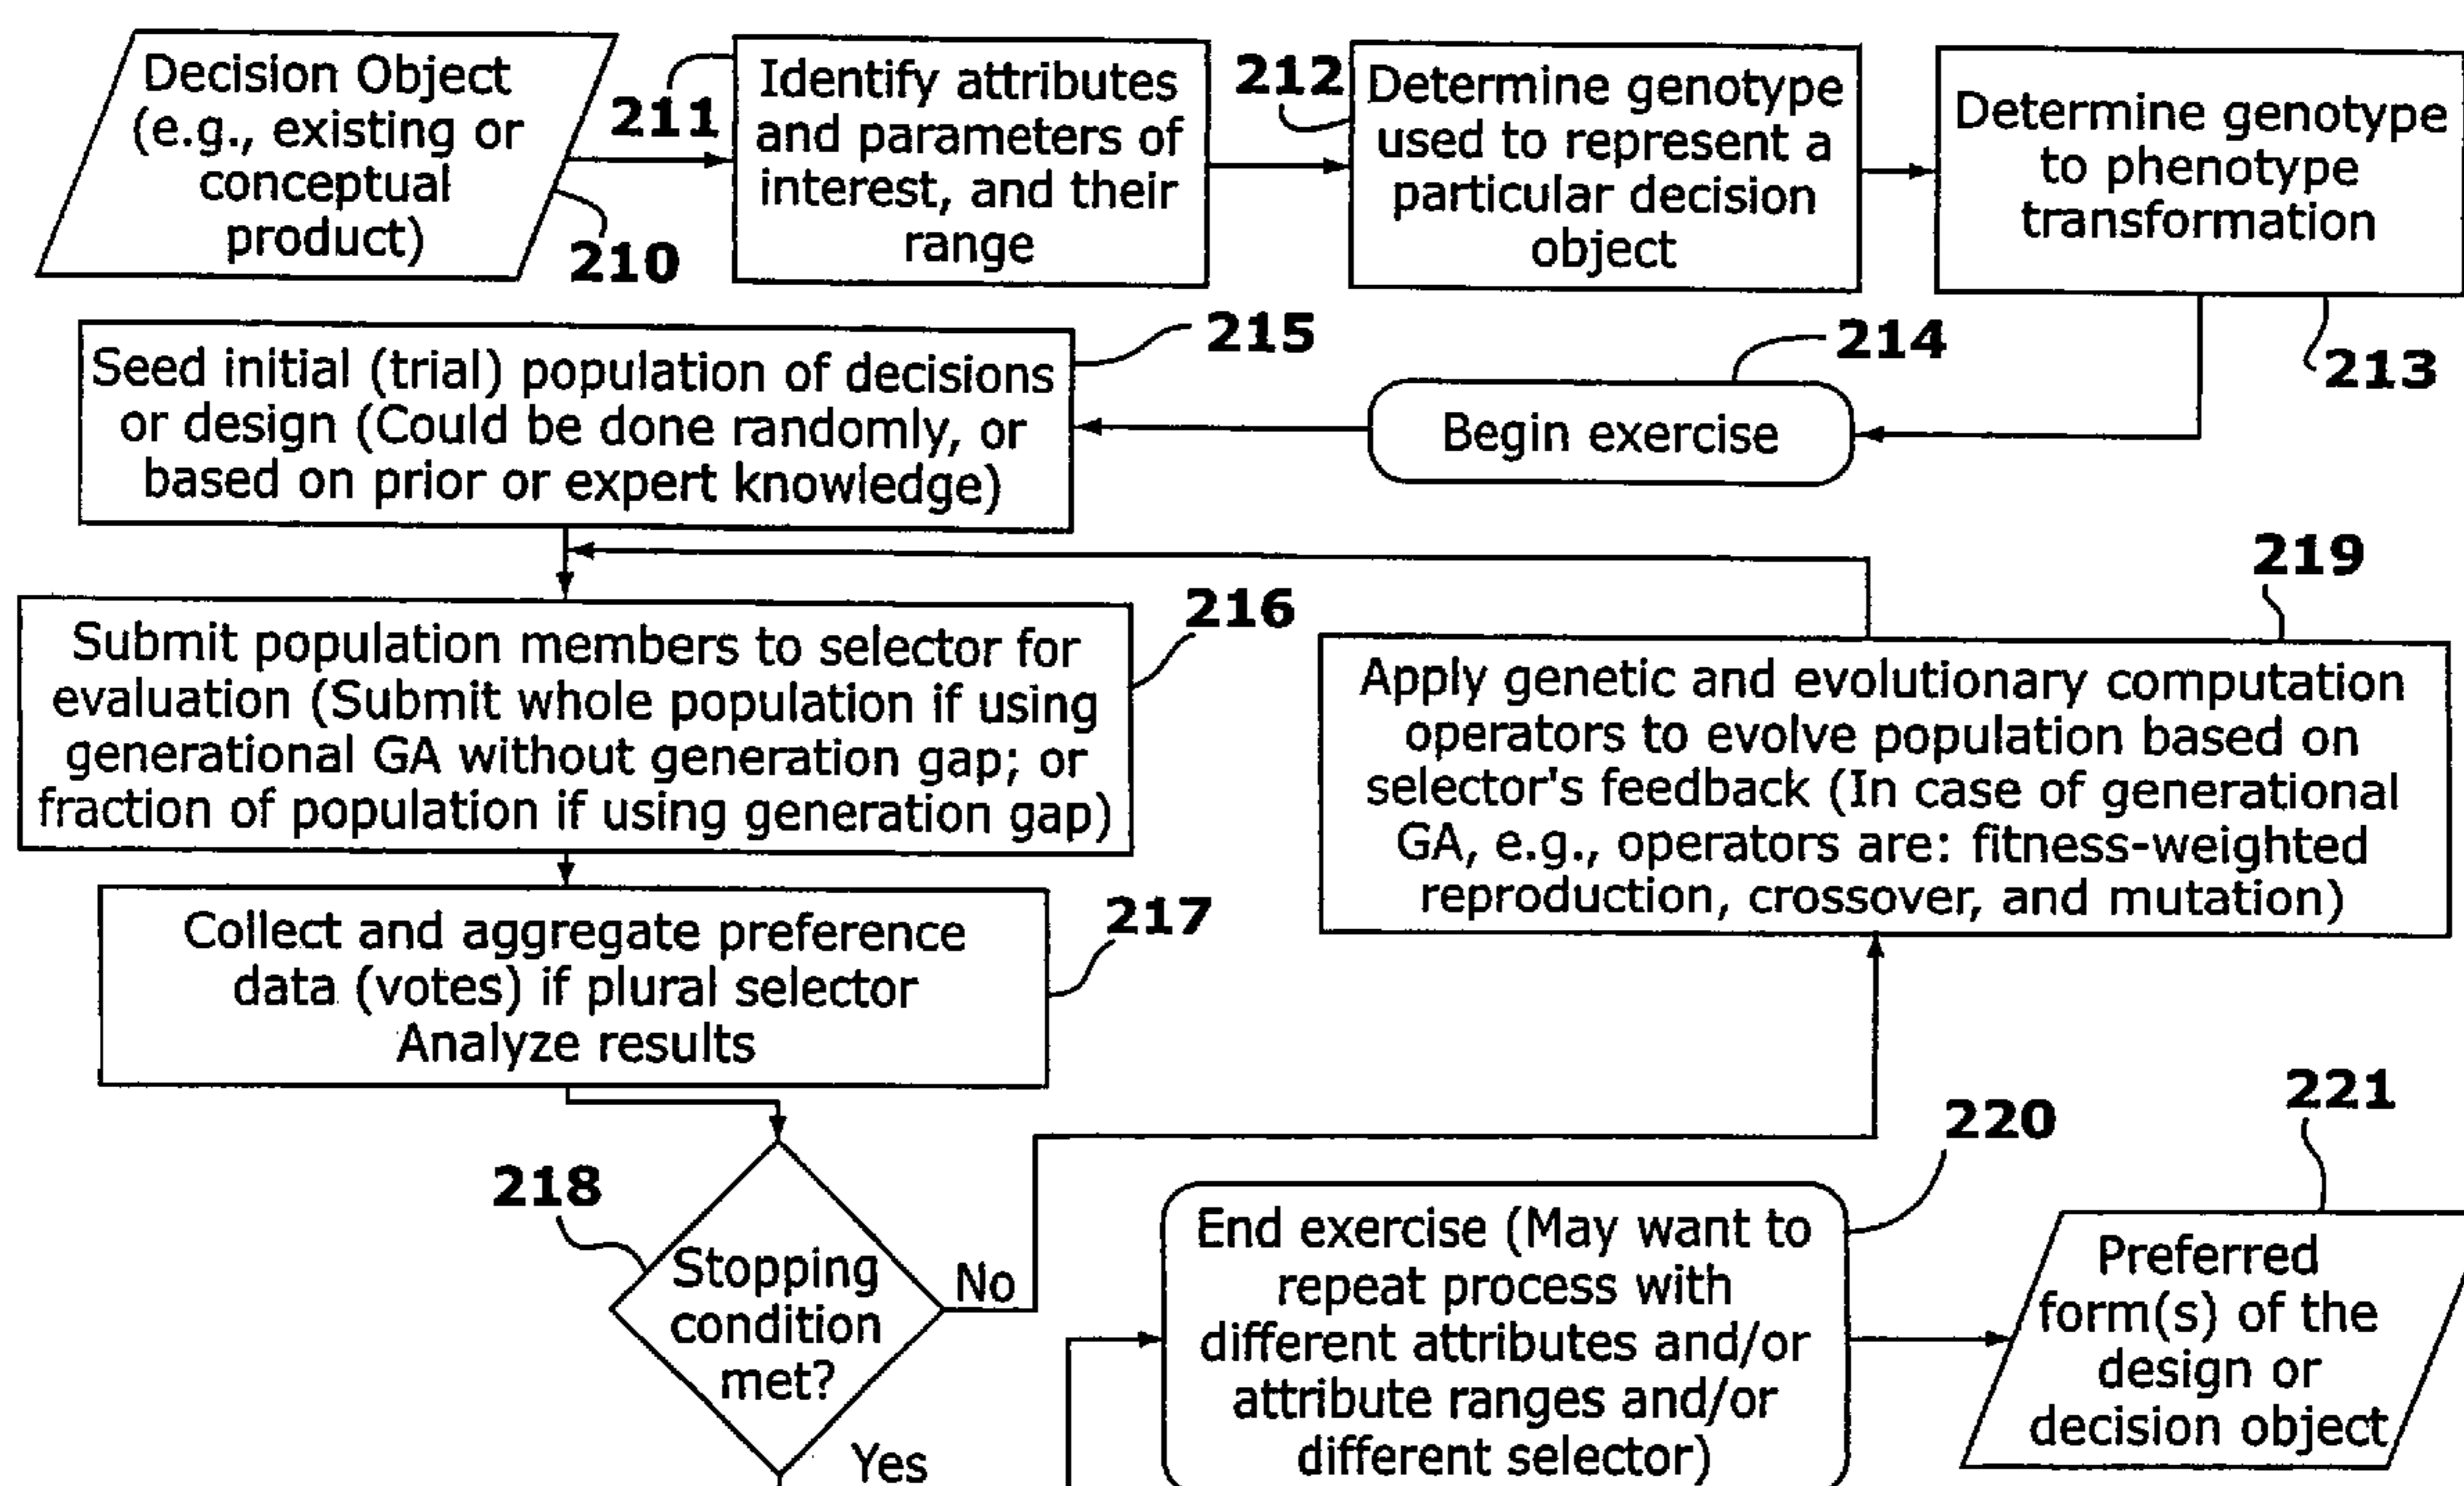 Decision Object
(e.g., existing or
conceptual
product)
210
211
Identify attributes
and parameters of
interest, and their
range
212
Determine genotype
used to represent a
particular decision
object
Determine genotype
to phenotype
transformation
213
214
Begin exercise
215
Seed initial (trial) population of decisions
or design (Could be done randomly, or
based on prior or expert knowledge)
216
Submit population members to selector for
evaluation (Submit whole population if using
generational GA without generation gap; or
fraction of population if using generation gap)
217
Collect and aggregate preference
data (votes) if plural selector
Analyze results
218
Stopping
condition
met?
No
Yes
219
Apply genetic and evolutionary computation
operators to evolve population based on
selector's feedback (In case of generational
GA, e.g., operators are: fitness-weighted
reproduction, crossover, and mutation)
220
End exercise (May want to
repeat process with
different attributes and/or
attribute ranges and/or
different selector)
221
Preferred
form(s) of the
design or
decision object